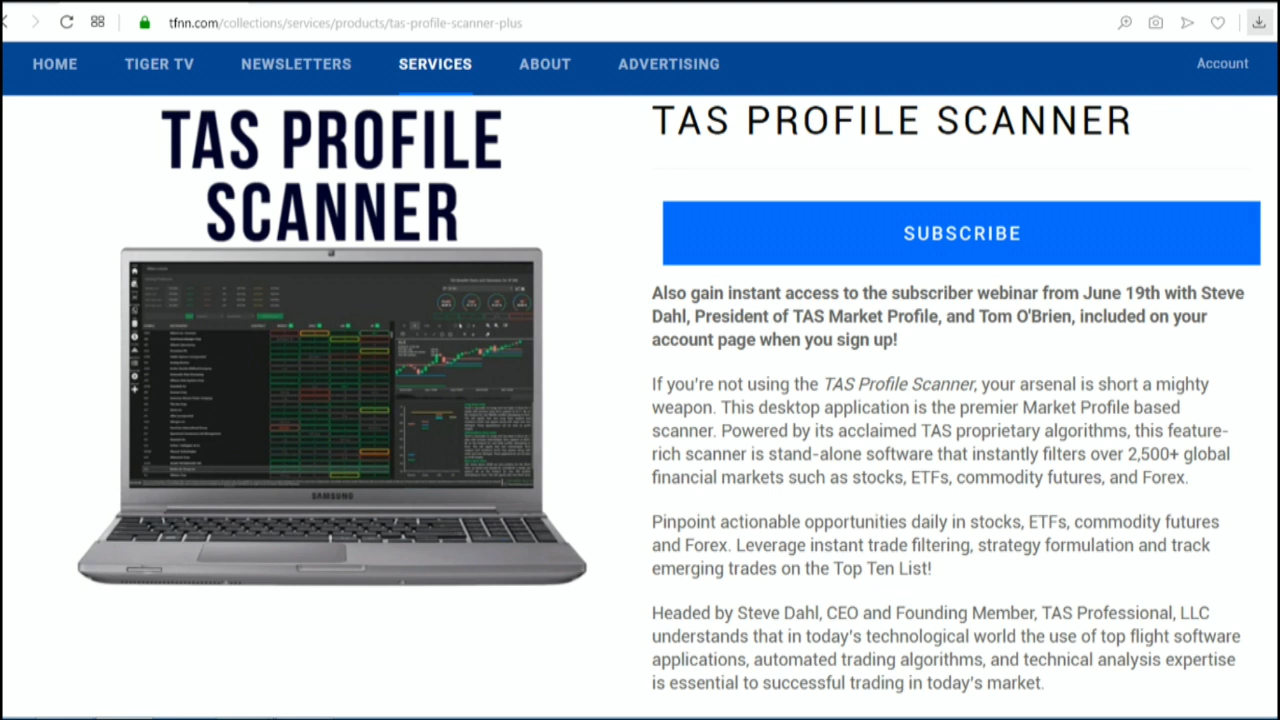 tfnn.com/collections/services/products/tas-profile-scanner-plus
HOME TIGER TV NEWSLETTERS SERVICES ABOUT ADVERTISING Account
TAS PROFILE
SCANNER
SAMSUNG
TAS PROFILE SCANNER
SUBSCRIBE
Also gain instant access to the subscriber webinar from June 19th with Steve
Dahl, President of TAS Market Profile, and Tom O'Brien, included on your
account page when you sign up!
If you're not using the TAS Profile Scanner, your arsenal is short a mighty
weapon. This desktop application is the premier Market Profile based
scanner. Powered by its acclaimed TAS proprietary algorithms, this feature-
rich scanner is stand-alone software that instantly filters over 2,500+ global
financial markets such as stocks, ETFs, commodity futures, and Forex.
Pinpoint actionable opportunities daily in stocks, ETFs, commodity futures
and Forex. Leverage instant trade filtering, strategy formulation and track
emerging trades on the Top Ten List!
Headed by Steve Dahl, CEO and Founding Member, TAS Professional, LLC
understands that in today's technological world the use of top flight software
applications, automated trading algorithms, and technical analysis expertise
is essential to successful trading in today's market.